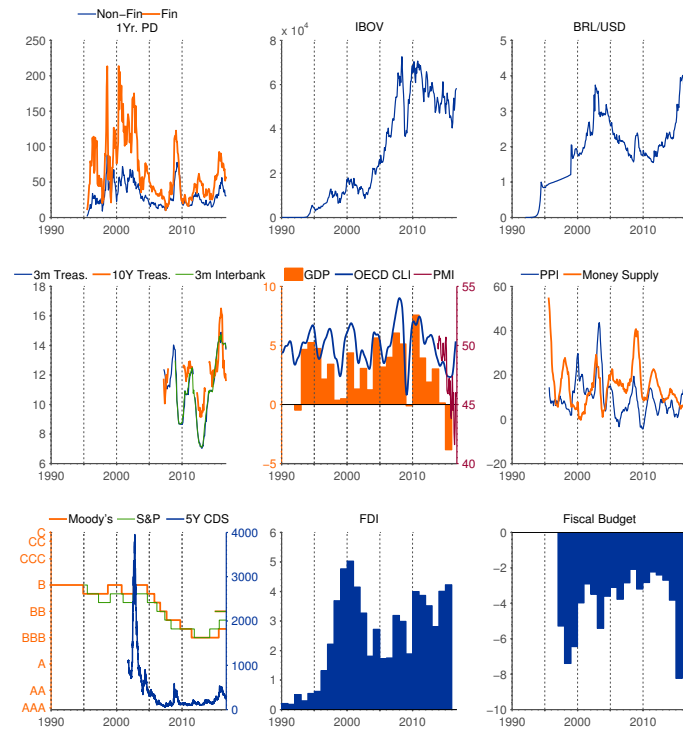 Non-Fin Fin
1Yr. PD
250
200
150
100
50
0
1990 2000 2010
x 10^4
IBOV
8
6
4
2
0
1990 2000 2010
BRL/USD
5
4
3
2
1
0
1990 2000 2010
3m Treas. 10Y Treas. 3m Interbank
18
16
14
12
10
8
6
1990 2000 2010
GDP OECD CLI PMI
10
5
0
-5
55
50
45
40
1990 2000 2010
PPI Money Supply
60
40
20
0
-20
1990 2000 2010
Moody's S&P 5Y CDS
C
CC
CCC
B
BB
BBB
A
AA
AAA
4000
3000
2000
1000
0
1990 2000 2010
FDI
6
5
4
3
2
1
0
1990 2000 2010
Fiscal Budget
0
-2
-4
-6
-8
-10
1990 2000 2010